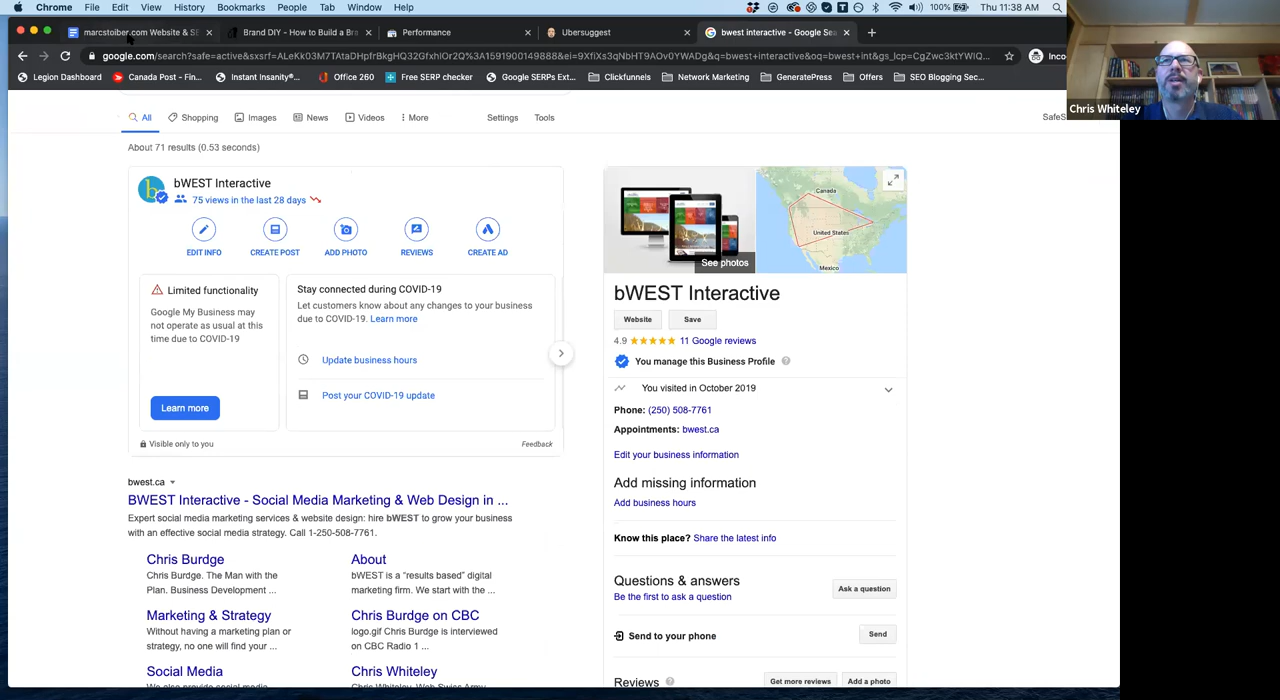 Chrome File Edit View History Bookmarks People Tab Window Help 100% Thu 11:38 AM
marcstoiber.com Website & SE Brand DIY - How to Build a Bra Performance Ubersuggest bwest interactive - Google Sea
google.com/search?safe=active&sxsrf=
Legion Dashboard Canada Post - Fin... Instant Insanity®... Office 260 Free SERP checker Google SERPs Ext... Clickfunnels Network Marketing GeneratePress Offers SEO Blogging Sec...
Chris Whiteley
All Shopping Images News Videos More Settings Tools
About 71 results (0.53 seconds)
bWEST Interactive
75 views in the last 28 days
EDIT INFO CREATE POST ADD PHOTO REVIEWS CREATE AD
Limited functionality
Google My Business may
not operate as usual at this
time due to COVID-19
Learn more
Stay connected during COVID-19
Let customers know about any changes to your business
due to COVID-19. Learn more
Update business hours
Post your COVID-19 update
Visible only to you
Feedback
bwest.ca
BWEST Interactive - Social Media Marketing & Web Design in ...
Expert social media marketing services & website design: hire bWEST to grow your business
with an effective social media strategy. Call 1-250-508-7761.
Chris Burdge
Chris Burdge. The Man with the
Plan. Business Development ...
About
bWEST is a “results based” digital
marketing firm. We start with the ...
Marketing & Strategy
Without having a marketing plan or
strategy, no one will find your ...
Chris Burdge on CBC
logo.gif Chris Burdge is interviewed
on CBC Radio 1 ...
Social Media
Chris Whiteley
Canada
United States
Mexico
See photos
bWEST Interactive
Website Save
4.9 11 Google reviews
You manage this Business Profile
You visited in October 2019
Phone: (250) 508-7761
Appointments: bwest.ca
Edit your business information
Add missing information
Add business hours
Know this place? Share the latest info
Questions & answers
Be the first to ask a question
Ask a question
Send to your phone
Send
Reviews
Get more reviews Add a photo